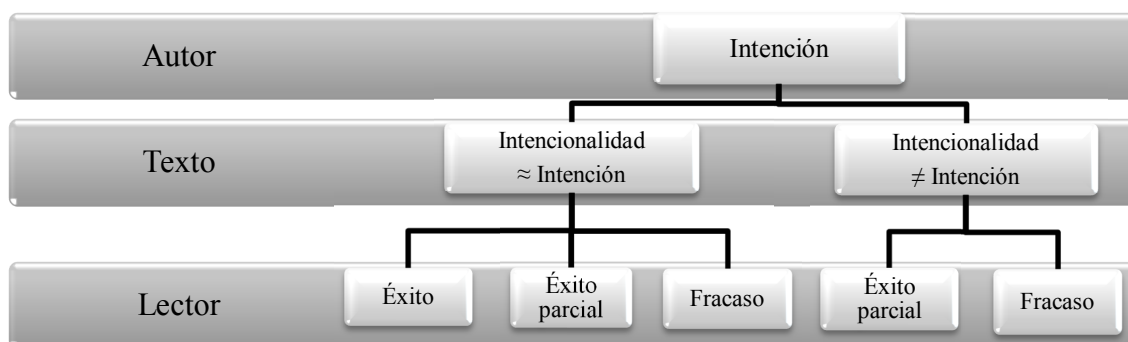 Autor
Intención
Texto
Intencionalidad
≈ Intención
Intencionalidad
≠ Intención
Lector
Éxito
Éxito
parcial
Fracaso
Éxito
parcial
Fracaso